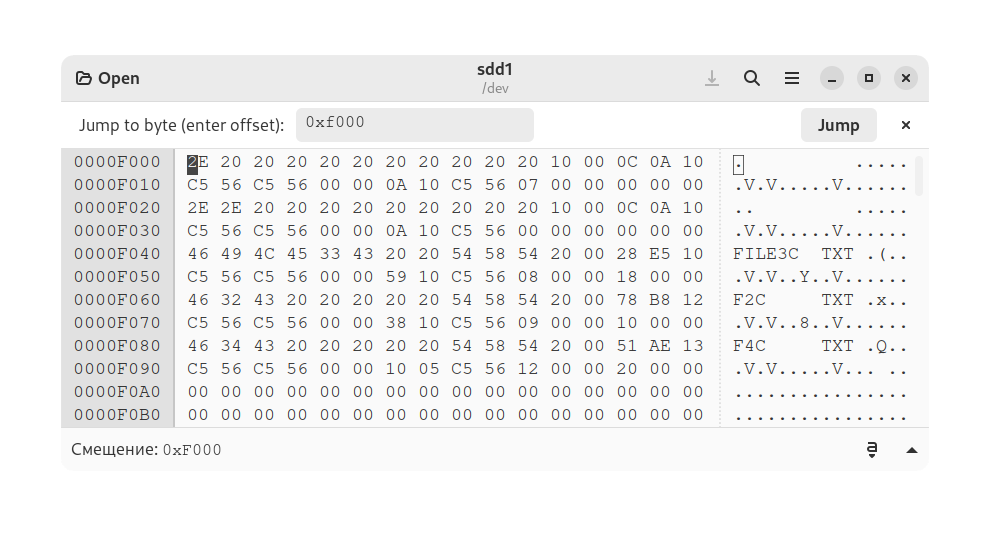 Open
sdd1
/dev
Jump to byte (enter offset): 0xf000 Jump
0000F000 2E 20 20 20 20 20 20 20 20 20 20 10 00 0C 0A 10 .          .....
0000F010 C5 56 C5 56 00 00 0A 10 C5 56 07 00 00 00 00 00 .V.V.....V......
0000F020 2E 2E 20 20 20 20 20 20 20 20 20 10 00 0C 0A 10 ..         .....
0000F030 C5 56 C5 56 00 00 0A 10 C5 56 00 00 00 00 00 00 .V.V.....V......
0000F040 46 49 4C 45 33 43 20 20 54 58 54 20 00 28 E5 10 FILE3C  TXT .(..
0000F050 C5 56 C5 56 00 00 59 10 C5 56 08 00 00 18 00 00 .V.V..Y..V......
0000F060 46 32 43 20 20 20 20 20 54 58 54 20 00 78 B8 12 F2C     TXT .x..
0000F070 C5 56 C5 56 00 00 38 10 C5 56 09 00 00 10 00 00 .V.V..8..V......
0000F080 46 34 43 20 20 20 20 20 54 58 54 20 00 51 AE 13 F4C     TXT .Q..
0000F090 C5 56 C5 56 00 00 10 05 C5 56 12 00 00 20 00 00 .V.V.....V... ..
0000F0A0 00 00 00 00 00 00 00 00 00 00 00 00 00 00 00 00 ................
0000F0B0 00 00 00 00 00 00 00 00 00 00 00 00 00 00 00 00 ................
Смещение: 0xF000 a